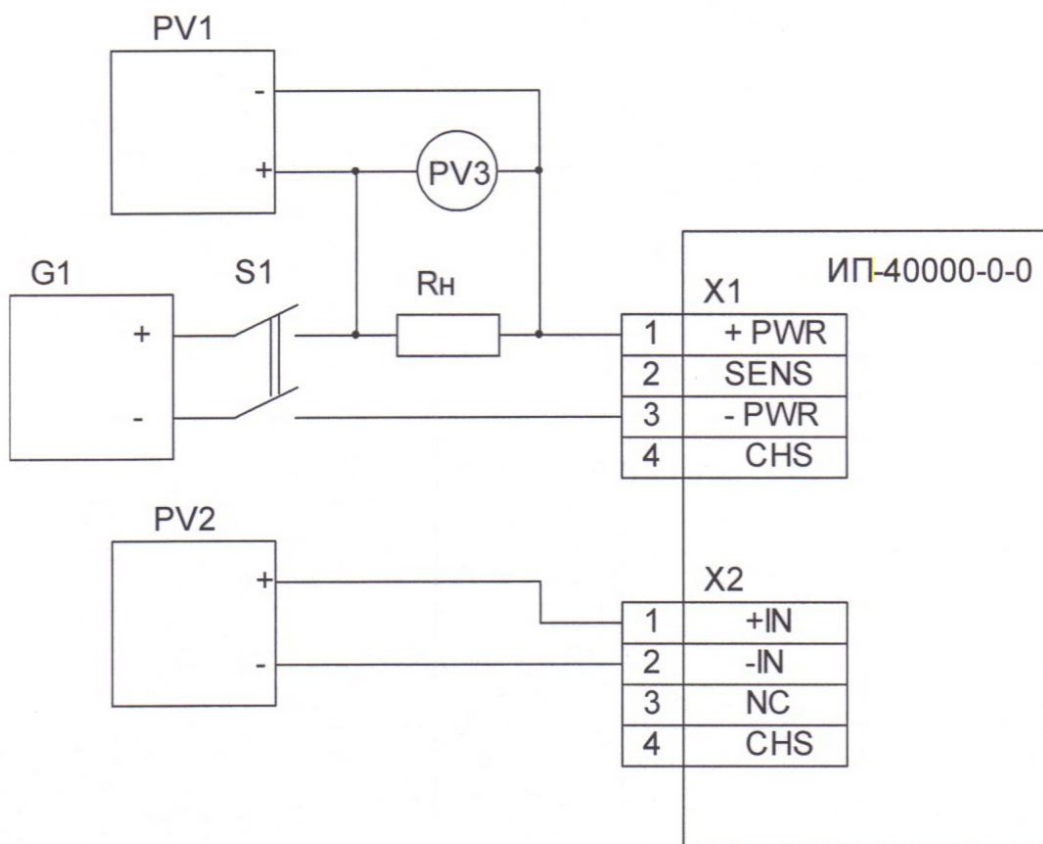 PV1
-
+
PV3
G1
S1
Rн
ИП-40000-0-0
X1
+
-
1 + PWR
2 SENS
3 - PWR
4 CHS
PV2
+
-
X2
1 +IN
2 -IN
3 NC
4 CHS